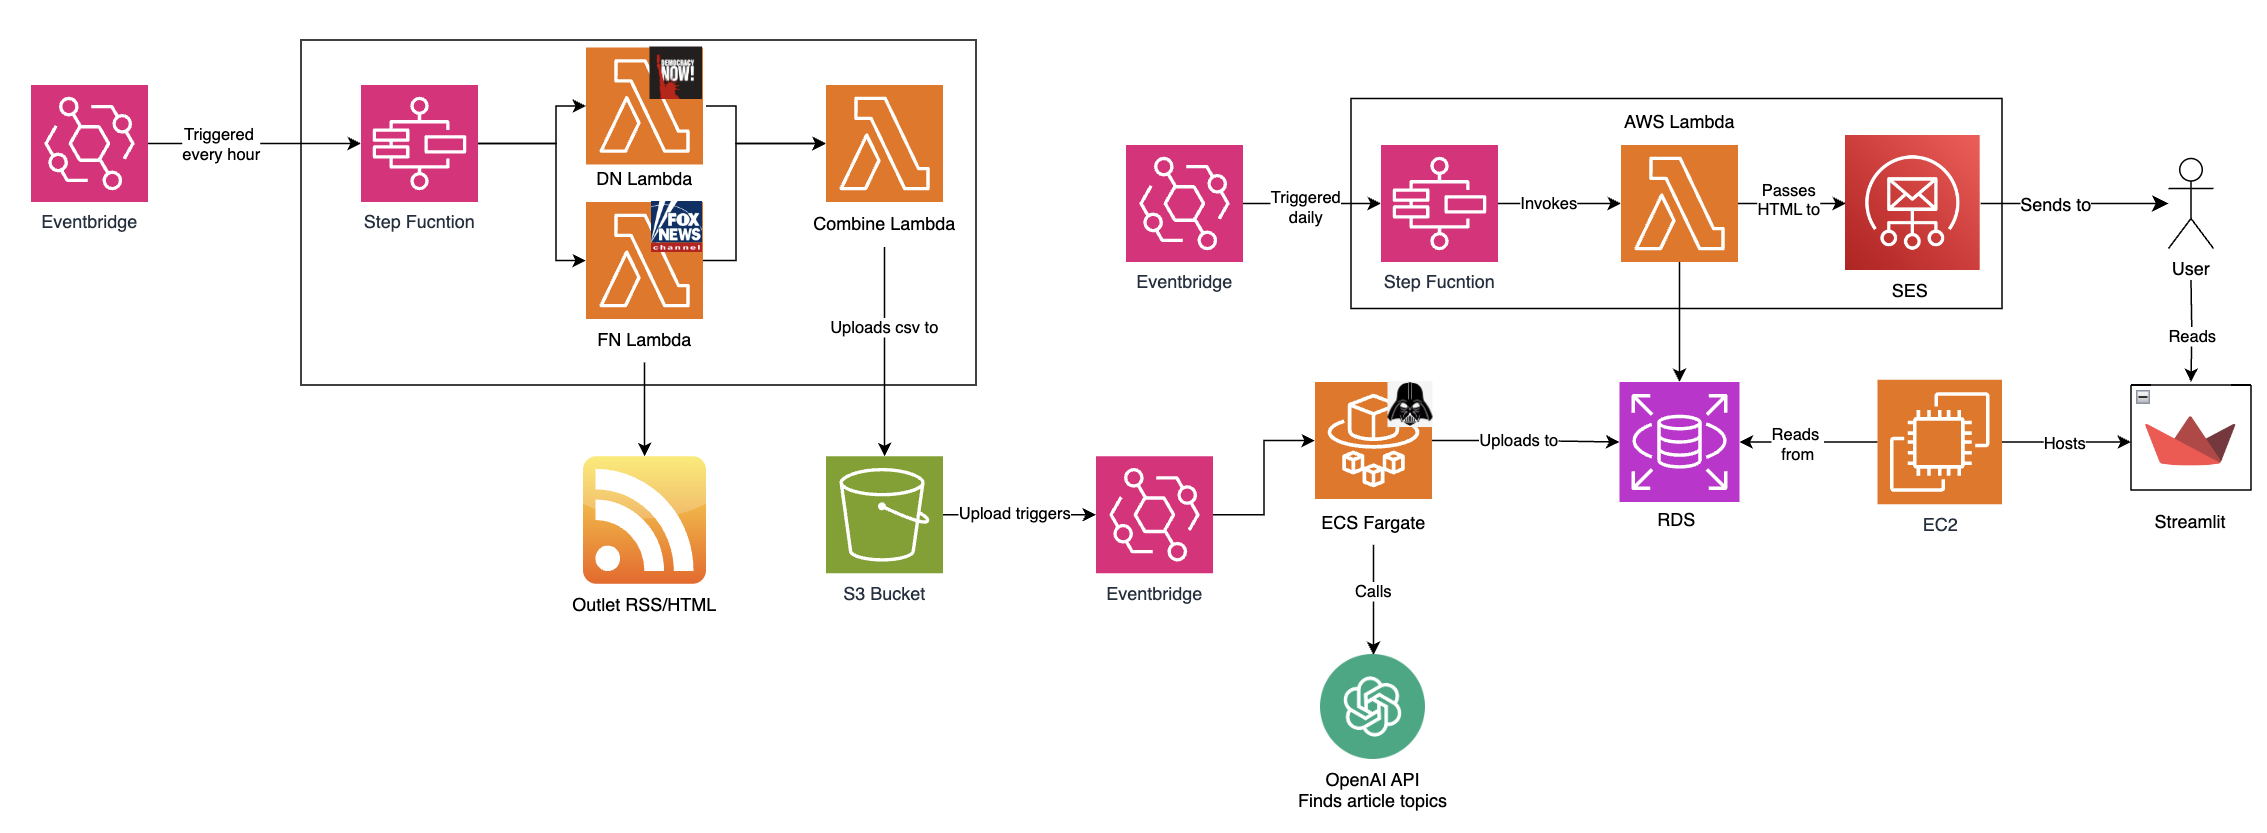 DEMOCRACY
NOW!
Triggered
every hour
Eventbridge
Step Fucntion
DN Lambda
FOX
NEWS
channel
Combine Lambda
FN Lambda
Uploads csv to
Outlet RSS/HTML
S3 Bucket
Upload triggers
Eventbridge
AWS Lambda
Eventbridge
Triggered
daily
Step Fucntion
Invokes
Passes
HTML to
SES
Sends to
User
Reads
ECS Fargate
Uploads to
RDS
Reads
from
EC2
Hosts
Streamlit
Calls
OpenAI API
Finds article topics